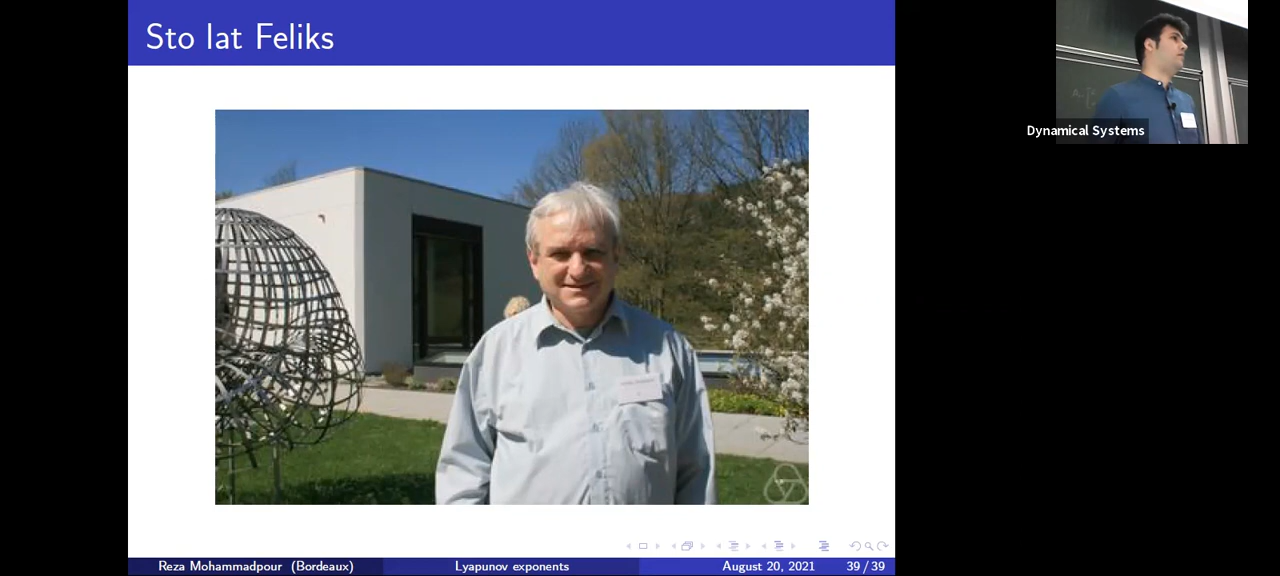 Sto lat Feliks
Dynamical Systems
Reza Mohammadpour (Bordeaux)
Lyapunov exponents
August 20, 2021
39 / 39